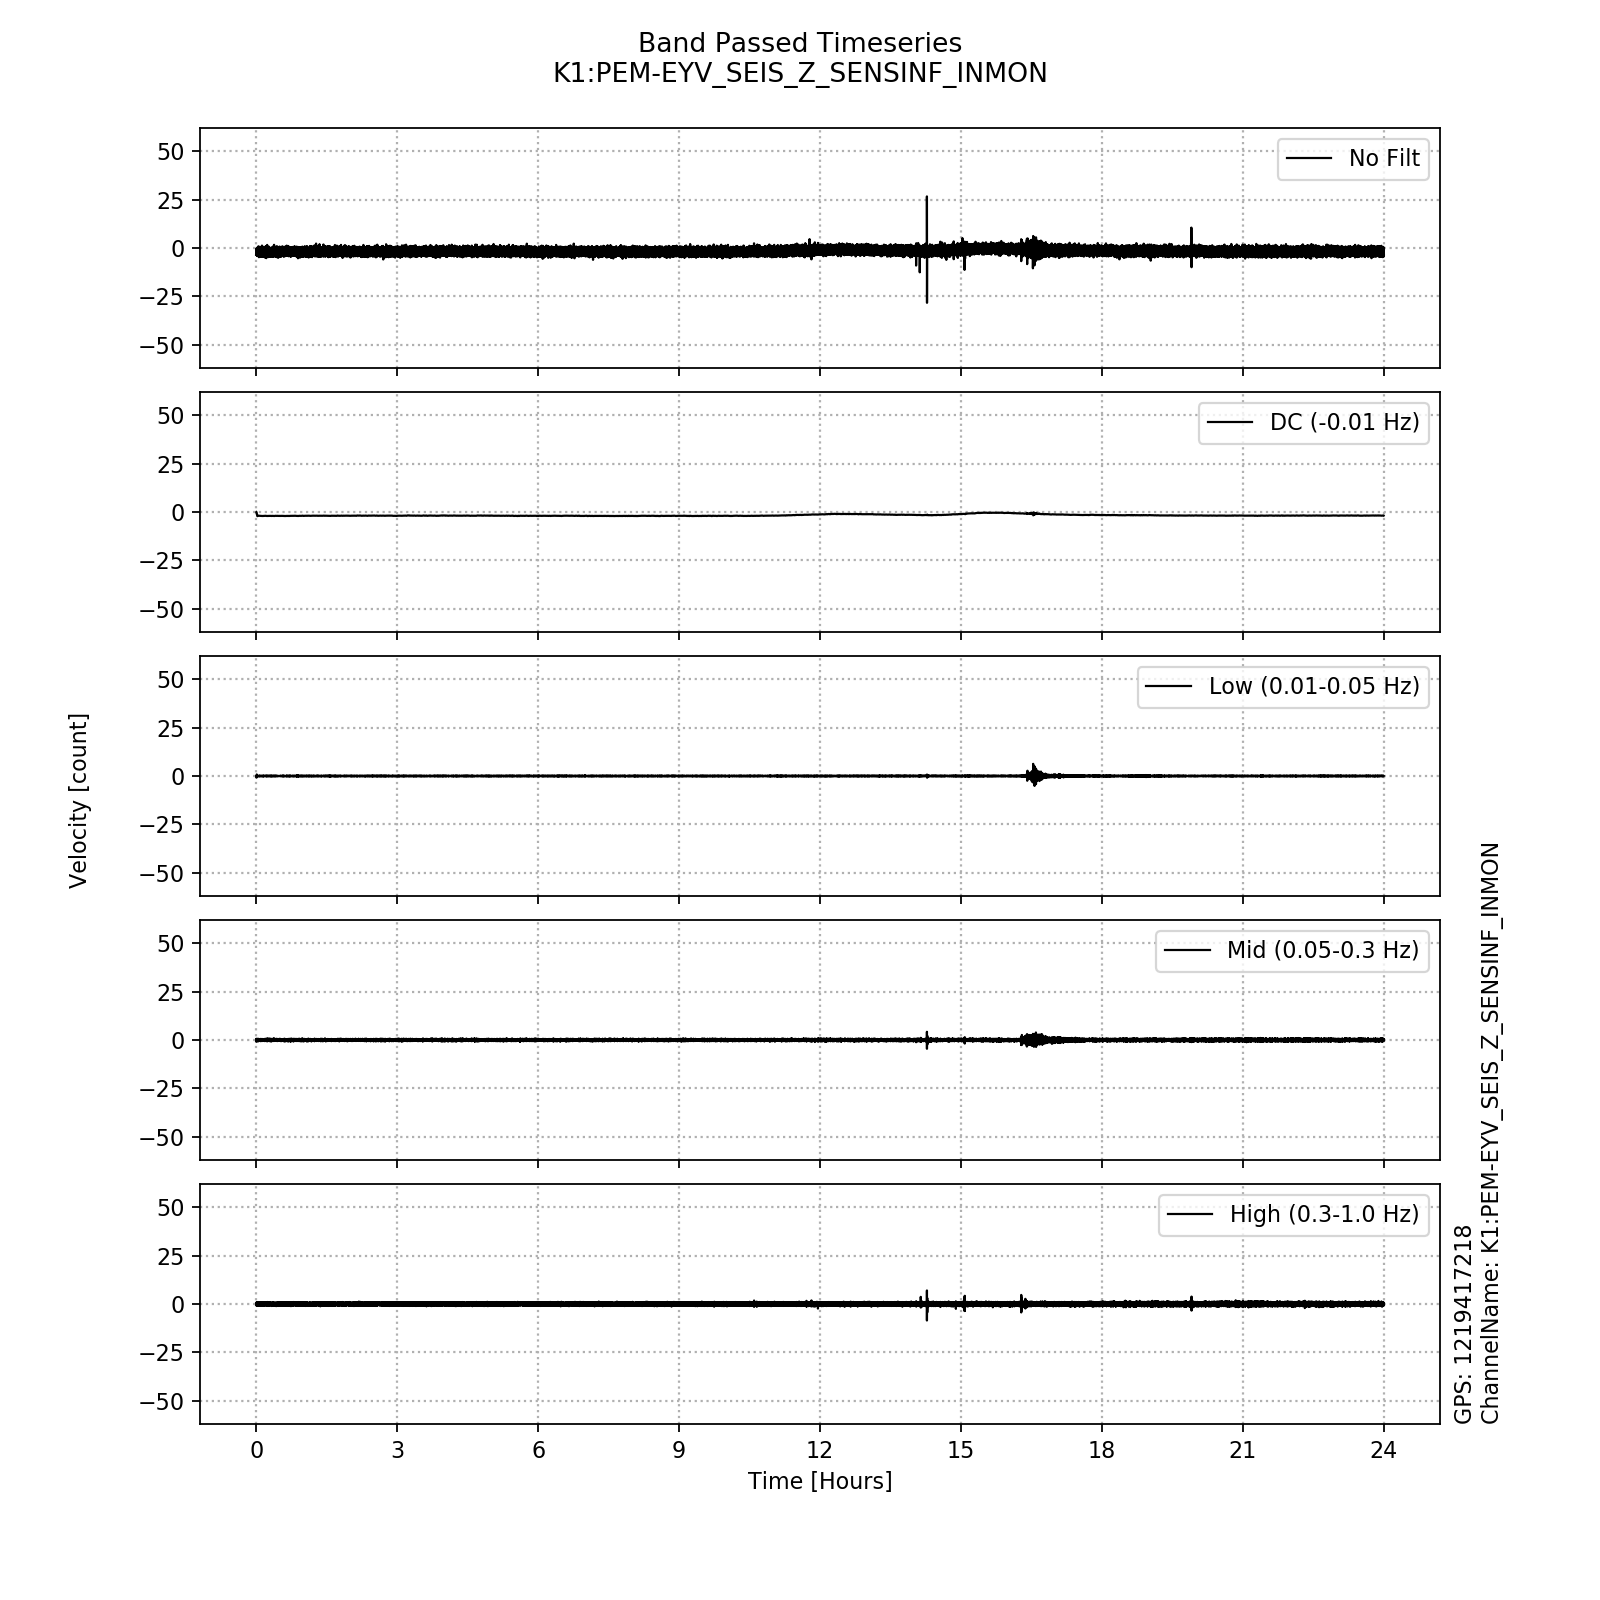 Band Passed Timeseries
K1:PEM-EYV_SEIS_Z_SENSINF_INMON
50
25
0
−25
−50
No Filt
50
25
0
−25
−50
DC (-0.01 Hz)
50
25
0
−25
−50
Low (0.01-0.05 Hz)
50
25
0
−25
−50
Mid (0.05-0.3 Hz)
50
25
0
−25
−50
High (0.3-1.0 Hz)
0 3 6 9 12 15 18 21 24
Time [Hours]
Velocity [count]
GPS: 1219417218
ChannelName: K1:PEM-EYV_SEIS_Z_SENSINF_INMON